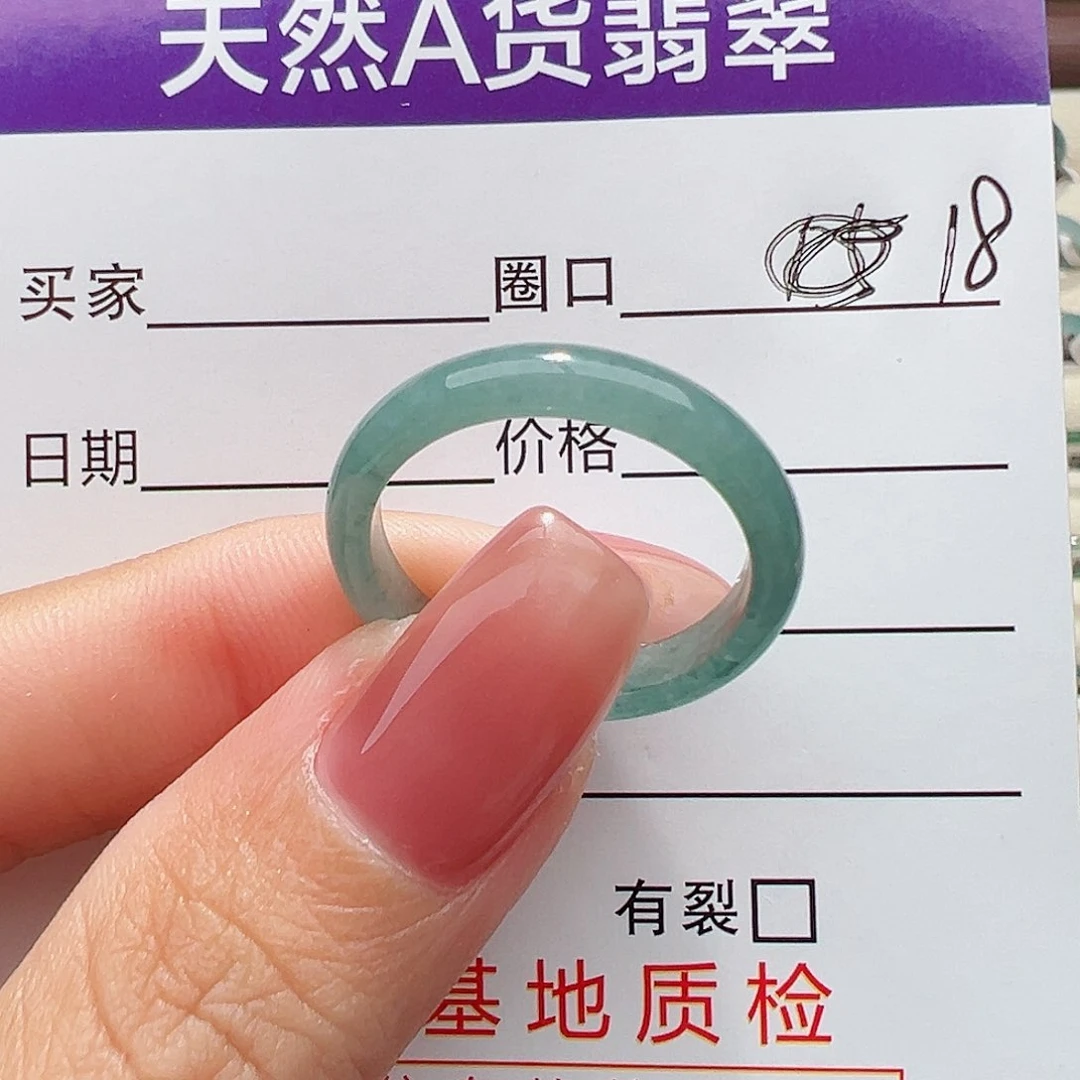 天然A货翡翠
买家 圈口 18
日期 价格
有裂
基地质检